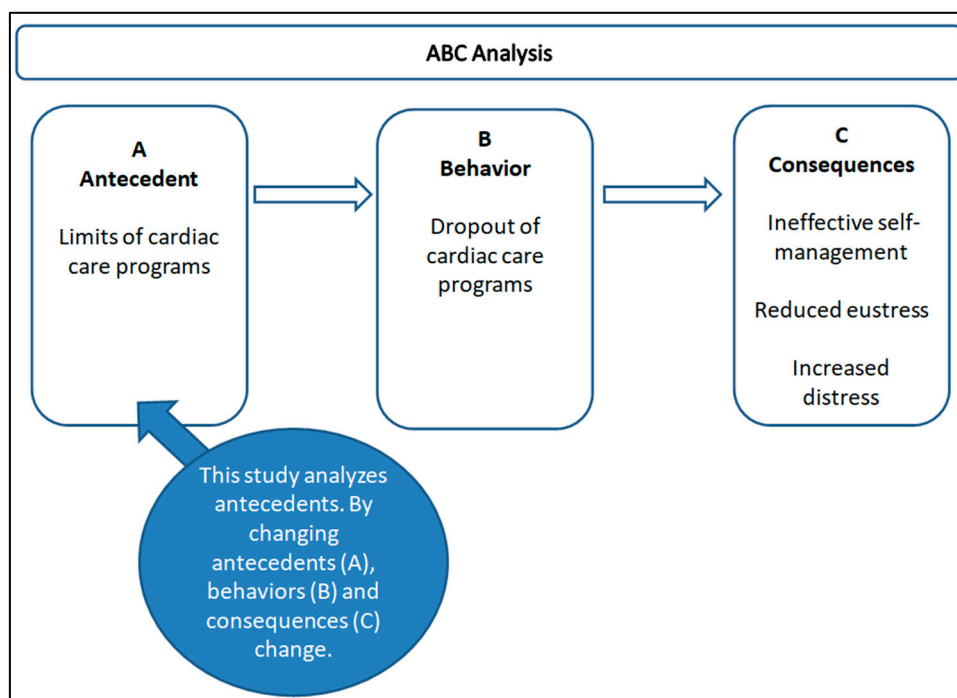 ABC Analysis
A
Antecedent
Limits of cardiac
care programs
B
Behavior
Dropout of
cardiac care
programs
C
Consequences
Ineffective self-
management
Reduced eustress
Increased
distress
This study analyzes
antecedents. By
changing
antecedents (A),
behaviors (B) and
consequences (C)
change.